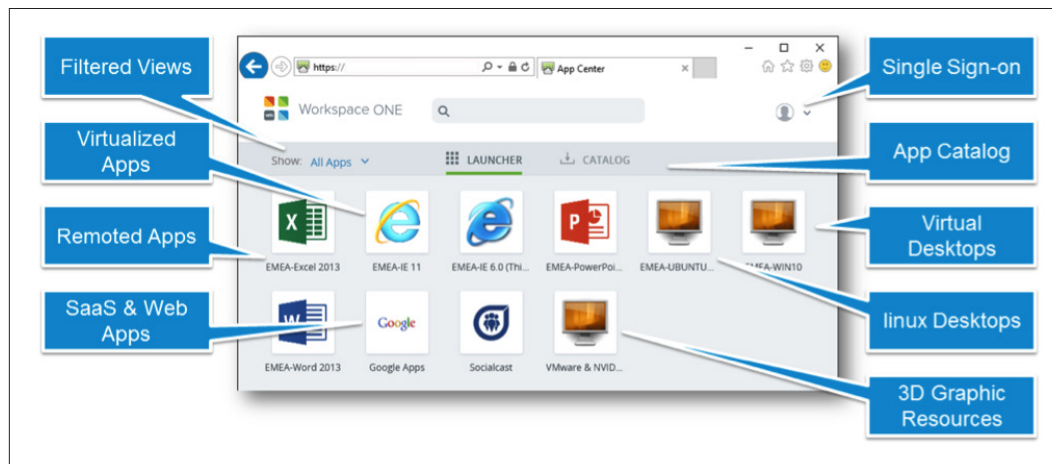 Filtered Views
Virtualized
Apps
Remoted Apps
SaaS & Web
Apps
https://
App Center
Workspace ONE
Show: All Apps
LAUNCHER
CATALOG
EMEA-Excel 2013
EMEA-IE 11
EMEA-IE 6.0 (Thi...
EMEA-PowerPoi...
EMEA-UBUNTU...
EMEA-WIN10
EMEA-Word 2013
Google
Google Apps
Socialcast
VMware & NVID...
Single Sign-on
App Catalog
Virtual
Desktops
linux Desktops
3D Graphic
Resources